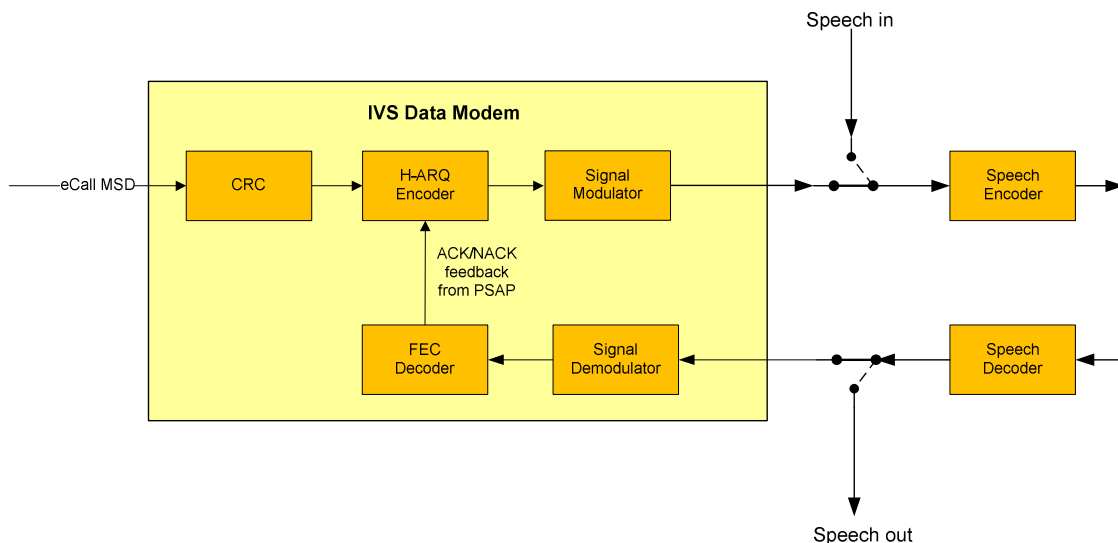 Speech in
IVS Data Modem
eCall MSD
CRC
H-ARQ
Encoder
Signal
Modulator
Speech
Encoder
ACK/NACK
feedback
from PSAP
FEC
Decoder
Signal
Demodulator
Speech
Decoder
Speech out